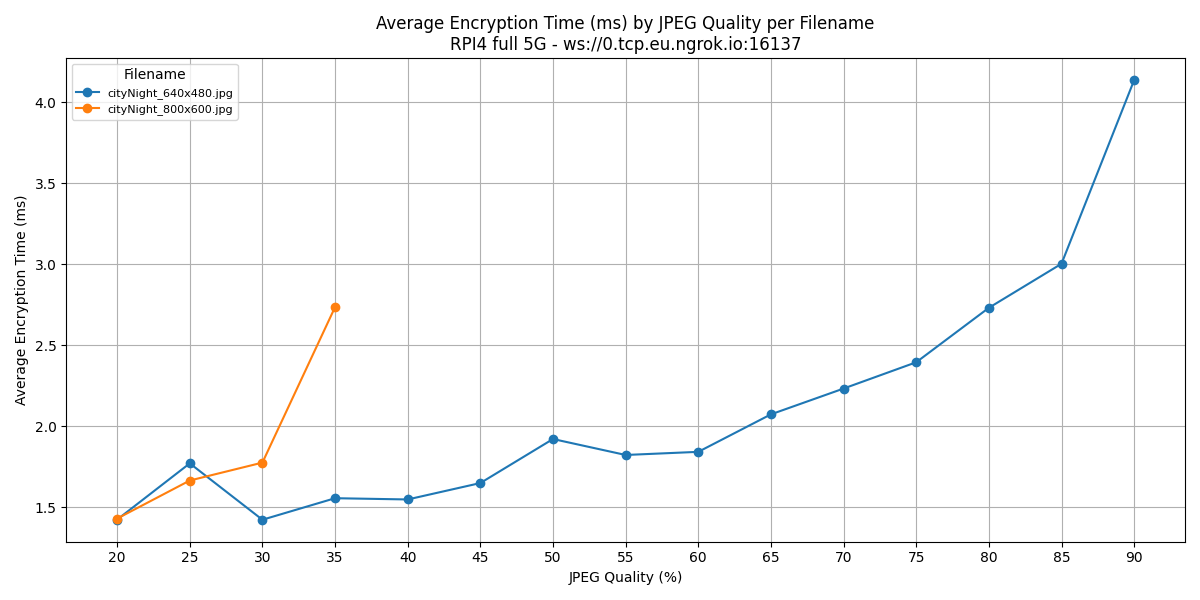 Average Encryption Time (ms) by JPEG Quality per Filename
RPI4 full 5G - ws://0.tcp.eu.ngrok.io:16137
Filename
cityNight_640x480.jpg
cityNight_800x600.jpg
Average Encryption Time (ms)
4.0
3.5
3.0
2.5
2.0
1.5
20 25 30 35 40 45 50 55 60 65 70 75 80 85 90
JPEG Quality (%)